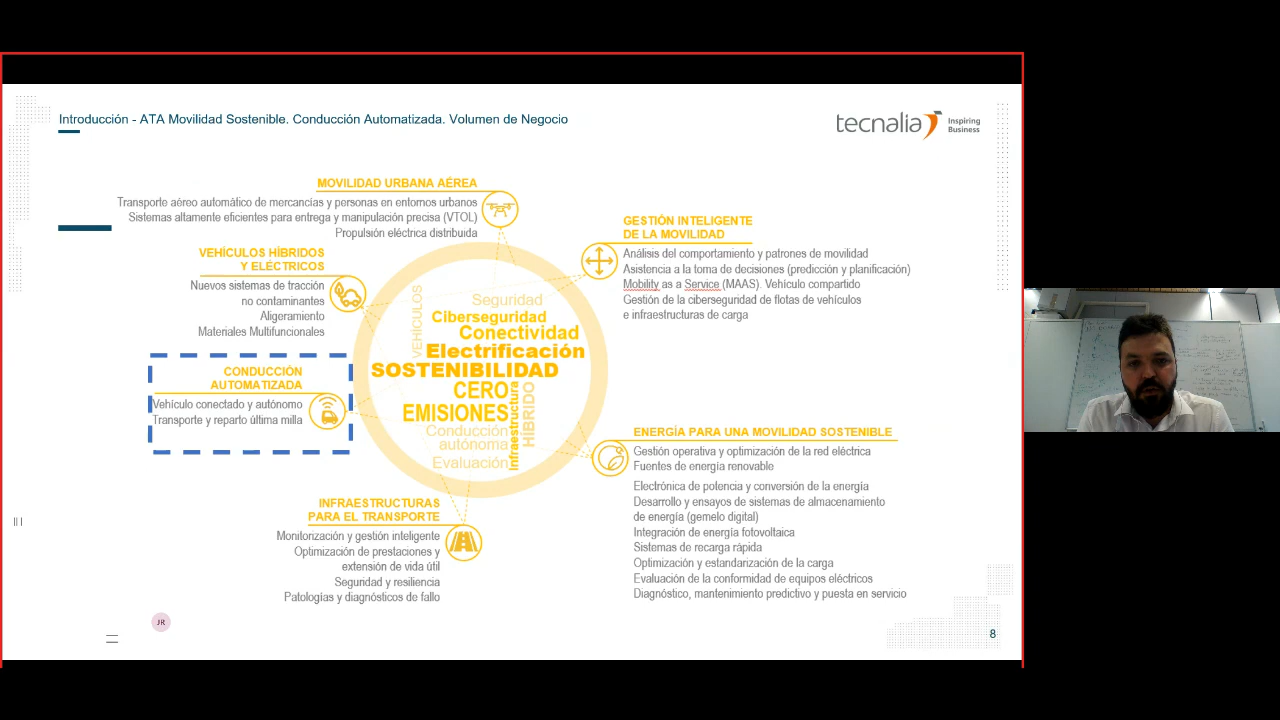 Introducción - ATA Movilidad Sostenible. Conducción Automatizada. Volumen de Negocio
tecnalia
Inspiring
Business
MOVILIDAD URBANA AÉREA
Transporte aéreo automático de mercancías y personas en entornos urbanos
Sistemas altamente eficientes para entrega y manipulación precisa (VTOL)
Propulsión eléctrica distribuida
GESTIÓN INTELIGENTE
DE LA MOVILIDAD
Análisis del comportamiento y patrones de movilidad
Asistencia a la toma de decisiones (predicción y planificación)
Mobility as a Service (MAAS). Vehículo compartido
Gestión de la ciberseguridad de flotas de vehículos
e infraestructuras de carga
VEHÍCULOS HÍBRIDOS
Y ELÉCTRICOS
Nuevos sistemas de tracción
no contaminantes
Aligeramiento
Materiales Multifuncionales
VEHÍCULOS
Seguridad
Ciberseguridad
Conectividad
Electrificación
SOSTENIBILIDAD
CERO
EMISIONES
Conducción
autónoma
Evaluación
Infraestructura
HÍBRIDO
CONDUCCIÓN
AUTOMATIZADA
Vehículo conectado y autónomo
Transporte y reparto última milla
ENERGÍA PARA UNA MOVILIDAD SOSTENIBLE
Gestión operativa y optimización de la red eléctrica
Fuentes de energía renovable
Electrónica de potencia y conversión de la energía
Desarrollo y ensayos de sistemas de almacenamiento
de energía (gemelo digital)
Integración de energía fotovoltaica
Sistemas de recarga rápida
Optimización y estandarización de la carga
Evaluación de la conformidad de equipos eléctricos
Diagnóstico, mantenimiento predictivo y puesta en servicio
INFRAESTRUCTURAS
PARA EL TRANSPORTE
Monitorización y gestión inteligente
Optimización de prestaciones y
extensión de vida útil
Seguridad y resiliencia
Patologías y diagnósticos de fallo
JR
8